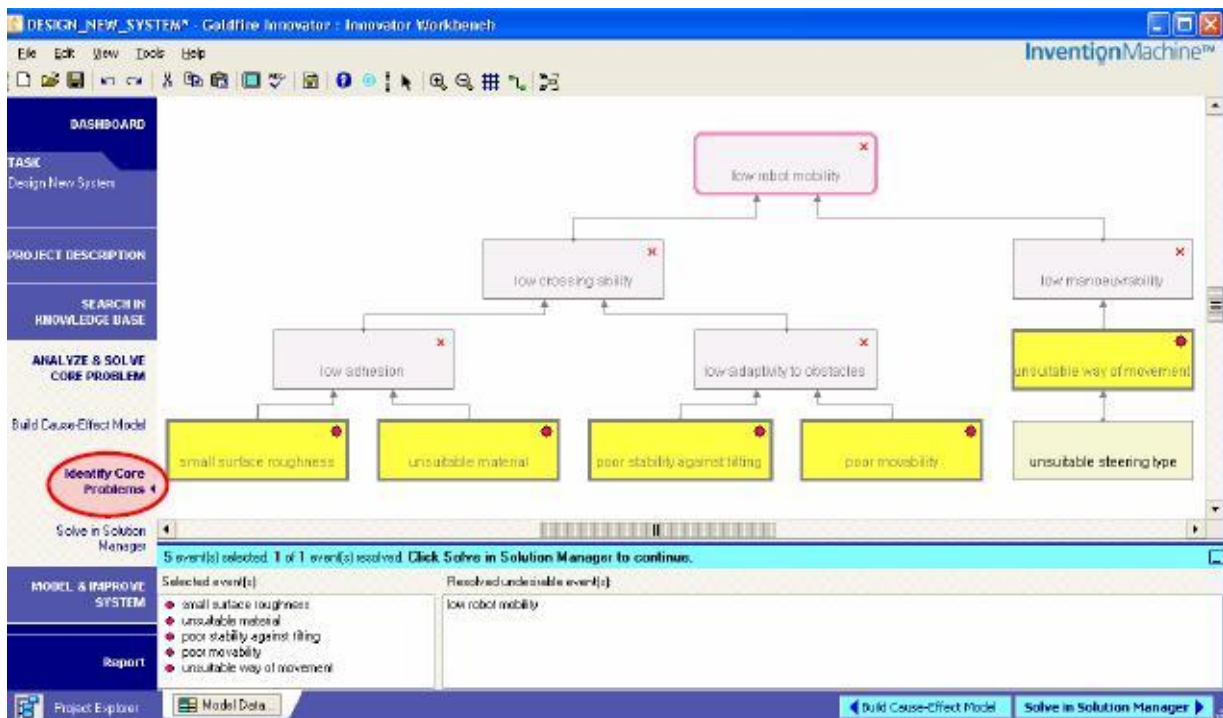 DESIGN_NEW_SYSTEM* - Goldfire Innovator : Innovator Workbench
File Edit View Tools Help
InventionMachine™
DASHBOARD
TASK
Design New System
PROJECT DESCRIPTION
SEARCH IN
KNOWLEDGE BASE
ANALYZE & SOLVE
CORE PROBLEM
Build Cause-Effect Model
Identify Core
Problems
Solve in Solution
Manager
MODEL & IMPROVE
SYSTEM
Report
low robot mobility
low crossing ability
low manoeuvrability
low adhesion
low adaptivity to obstacles
unsuitable way of movement
small surface roughness
unsuitable material
poor stability against tilting
poor movability
unsuitable steering type
5 event(s) selected. 1 of 1 event(s) resolved. Click Solve in Solution Manager to continue.
Selected event(s)
small surface roughness
unsuitable material
poor stability against tilting
poor movability
unsuitable way of movement
Resolved undesirable event(s):
low robot mobility
Project Explorer
Model Data...
Build Cause-Effect Model
Solve in Solution Manager